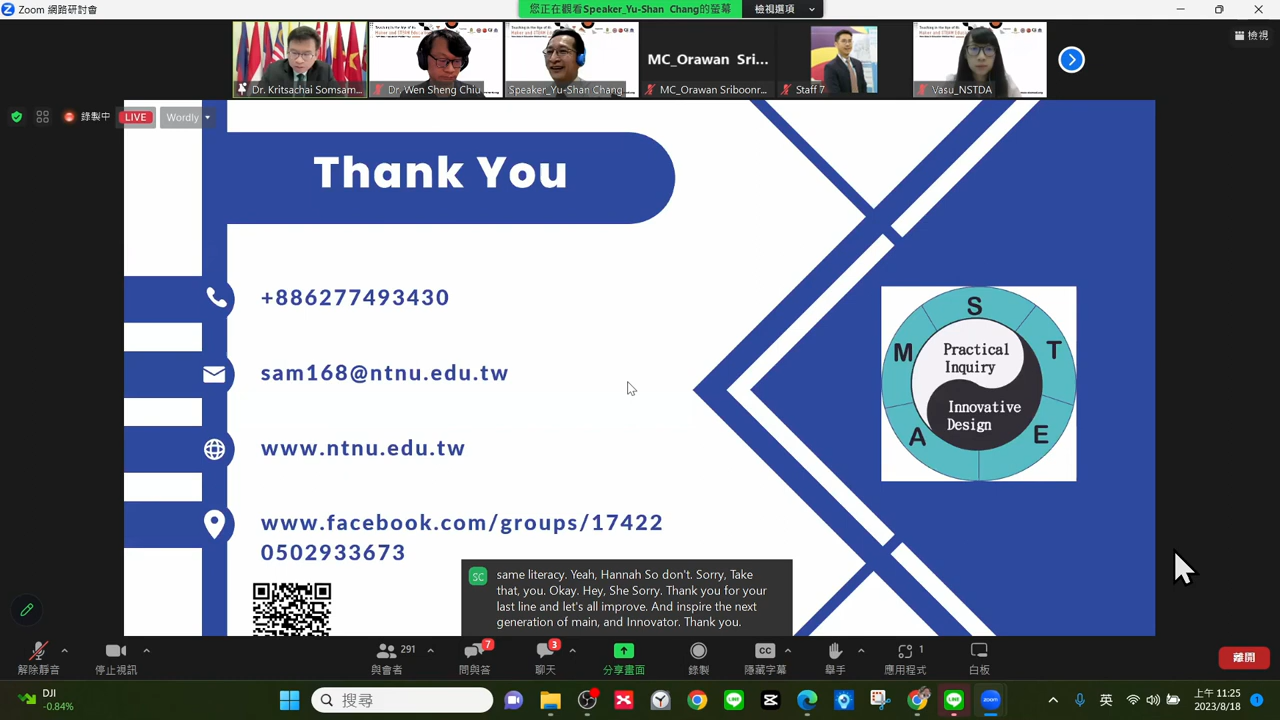 Zoom 網路研討會
您正在觀看Speaker_Yu-Shan Chang的螢幕
檢視選項
檢視
Dr. Kritsachai Somsam...
Dr. Wen Sheng Chiu
Speaker_Yu-Shan Chang
MC_Orawan Sri...
MC_Orawan Sriboonr...
Staff 7
Vasu_NSTDA
錄製中
LIVE
Wordly
Thank You
+886277493430
sam168@ntnu.edu.tw
www.ntnu.edu.tw
www.facebook.com/groups/17422
0502933673
S
T
E
A
M
Practical
Inquiry
Innovative
Design
SC
same literacy. Yeah, Hannah So don't. Sorry, Take
that, you. Okay. Hey, She Sorry. Thank you for your
last line and let's all improve. And inspire the next
generation of main, and Innovator. Thank you.
解除靜音
停止視訊
291
與會者
7
問與答
3
聊天
分享畫面
錄製
CC
隱藏字幕
舉手
1
應用程式
白板
離開
DJI
-0.84%
搜尋
英
上午 11:25
2023/8/18
1